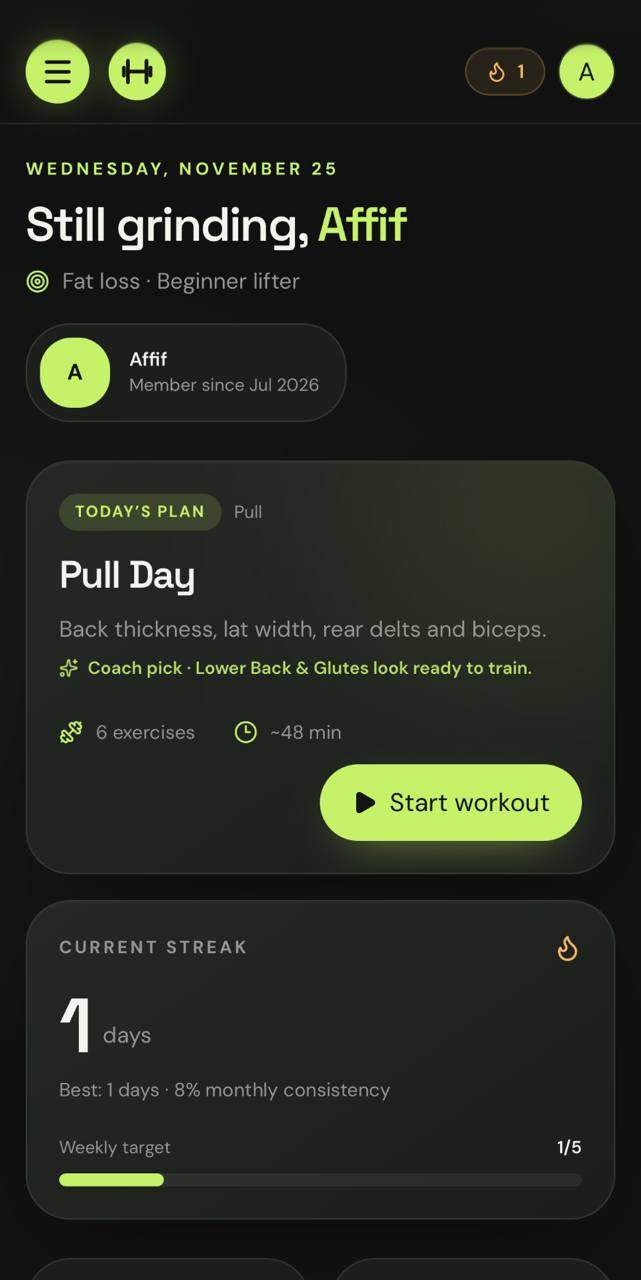 1
A
WEDNESDAY, NOVEMBER 25
Still grinding, Affif
Fat loss · Beginner lifter
A
Affif
Member since Jul 2026
TODAY’S PLAN
Pull
Pull Day
Back thickness, lat width, rear delts and biceps.
Coach pick · Lower Back & Glutes look ready to train.
6 exercises
~48 min
Start workout
CURRENT STREAK
1 days
Best: 1 days · 8% monthly consistency
Weekly target
1/5